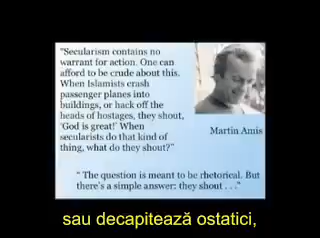 "Secularism contains no
warrant for action. One can
afford to be crude about this.
When Islamists crash
passenger planes into
buildings, or hack off the
heads of hostages, they shout,
'God is great!' When
secularists do that kind of
thing, what do they shout?"
Martin Amis
" The question is meant to be rhetorical. But
there's a simple answer: they shout . . ."
sau decapitează ostatici,